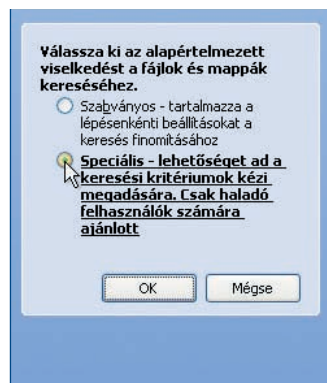 Válassza ki az alapértelmezett
viselkedést a fájlok és mappák
kereséséhez.
Szabványos - tartalmazza a
lépésenkénti beállításokat a
keresés finomításához
Speciális - lehetőséget ad a
keresési kritériumok kézi
megadására. Csak haladó
felhasználók számára
ajánlott
OK
Mégse